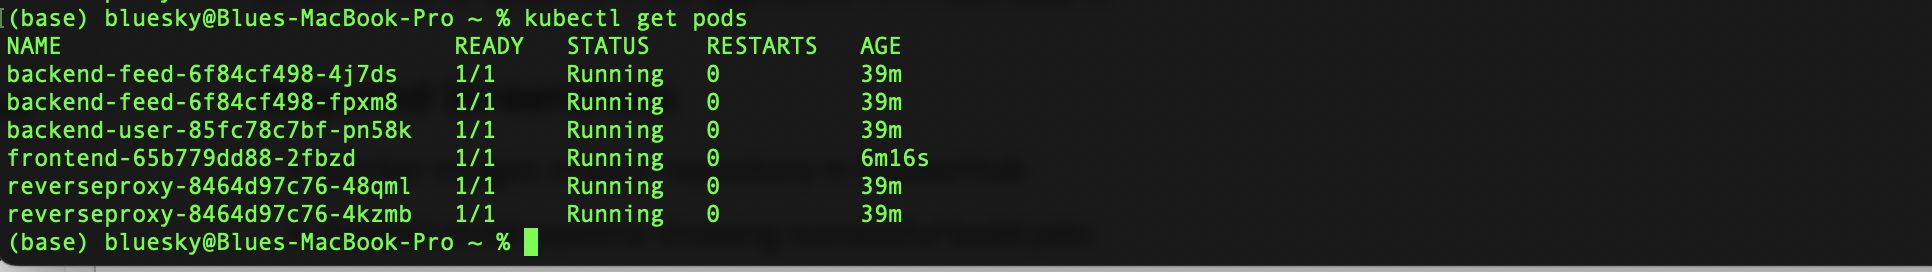 (base) bluesky@Blues-MacBook-Pro ~ % kubectl get pods
NAME READY STATUS RESTARTS AGE
backend-feed-6f84cf498-4j7ds 1/1 Running 0 39m
backend-feed-6f84cf498-fpxm8 1/1 Running 0 39m
backend-user-85fc78c7bf-pn58k 1/1 Running 0 39m
frontend-65b779dd88-2fbzd 1/1 Running 0 6m16s
reverseproxy-8464d97c76-48qml 1/1 Running 0 39m
reverseproxy-8464d97c76-4kzmb 1/1 Running 0 39m
(base) bluesky@Blues-MacBook-Pro ~ %